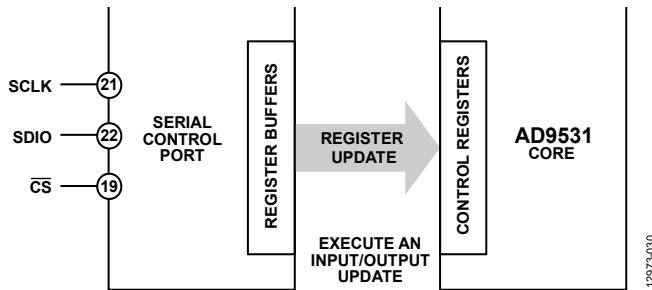 SCLK
21
SDIO
22
CS
19
SERIAL
CONTROL
PORT
REGISTER BUFFERS
REGISTER
UPDATE
EXECUTE AN
INPUT/OUTPUT
UPDATE
CONTROL REGISTERS
AD9531
CORE
12973-030